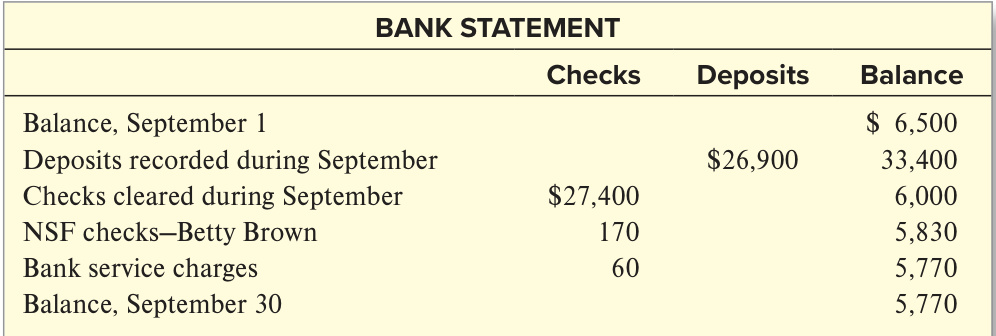 BANK STATEMENT
Checks Deposits Balance
Balance, September 1 $ 6,500
Deposits recorded during September $26,900 33,400
Checks cleared during September $27,400 6,000
NSF checks—Betty Brown 170 5,830
Bank service charges 60 5,770
Balance, September 30 5,770